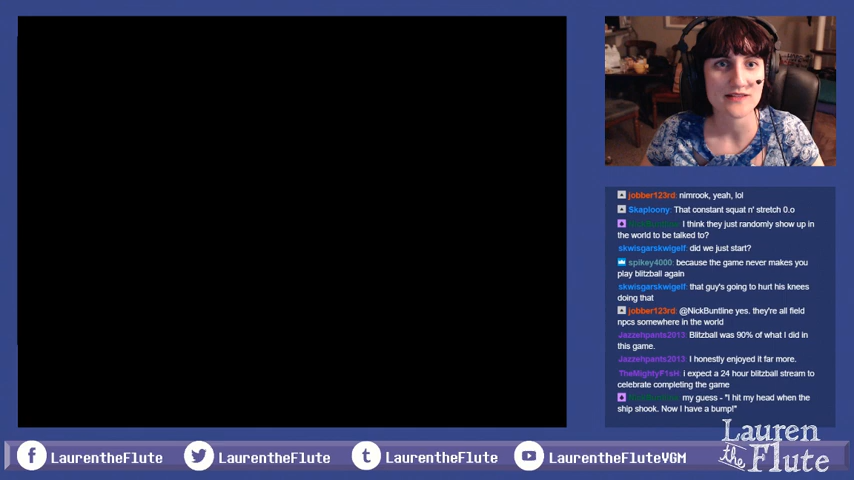 jobber123rd: nimrook, yeah, lol
Skaploony: That constant squat n' stretch 0.o
I think they just randomly show up in
the world to be talked to?
skwisgarskwigelf: did we just start?
spikey4000: because the game never makes you
play blitzball again
skwisgarskwigelf: that guy's going to hurt his knees
doing that
jobber123rd: @NickBuntline yes. they're all field
npcs somewhere in the world
Jazzehpants2013: Blitzball was 90% of what I did in
this game.
Jazzehpants2013: I honestly enjoyed it far more.
TheMightyF1sH: i expect a 24 hour blitzball stream to
celebrate completing the game
my guess - "I hit my head when the
ship shook. Now I have a bump!"
LaurentheFlute
LaurentheFlute
LaurentheFlute
LaurentheFluteVGM
Lauren
the Flute